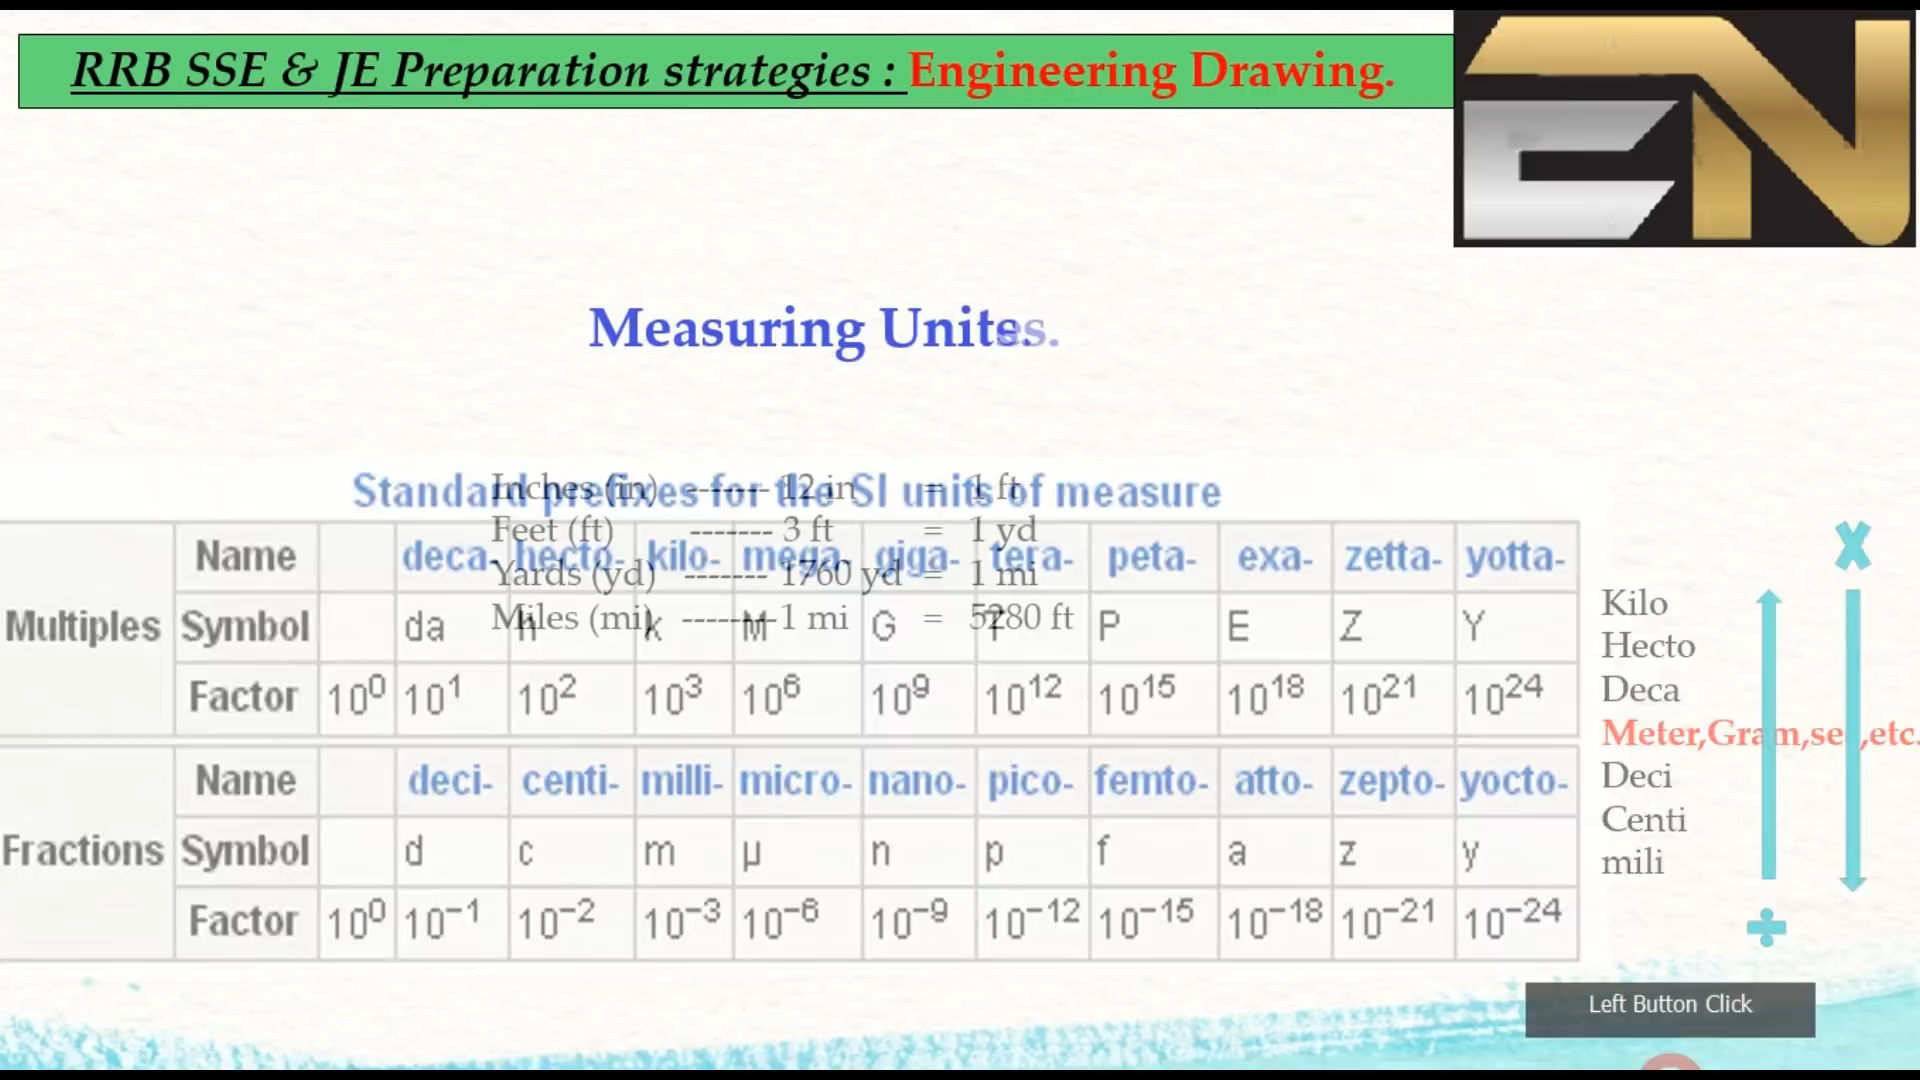 RRB SSE & JE Preparation strategies : Engineering Drawing.
EN
Measuring Units.
Standard prefixes for the SI units of measure
Inches (in) ------- 12 in = 1 ft
Feet (ft) ------- 3 ft = 1 yd
Yards (yd) ------- 1760 yd = 1 mi
Miles (mi) --------1 mi = 5280 ft
Multiples
Name deca- hecto- kilo- mega- giga- tera- peta- exa- zetta- yotta-
Symbol da h k M G T P E Z Y
Factor 10⁰ 10¹ 10² 10³ 10⁶ 10⁹ 10¹² 10¹⁵ 10¹⁸ 10²¹ 10²⁴
Fractions
Name deci- centi- milli- micro- nano- pico- femto- atto- zepto- yocto-
Symbol d c m μ n p f a z y
Factor 10⁰ 10⁻¹ 10⁻² 10⁻³ 10⁻⁶ 10⁻⁹ 10⁻¹² 10⁻¹⁵ 10⁻¹⁸ 10⁻²¹ 10⁻²⁴
Kilo
Hecto
Deca
Meter,Gram,sec,etc.
Deci
Centi
mili
X
÷
Left Button Click